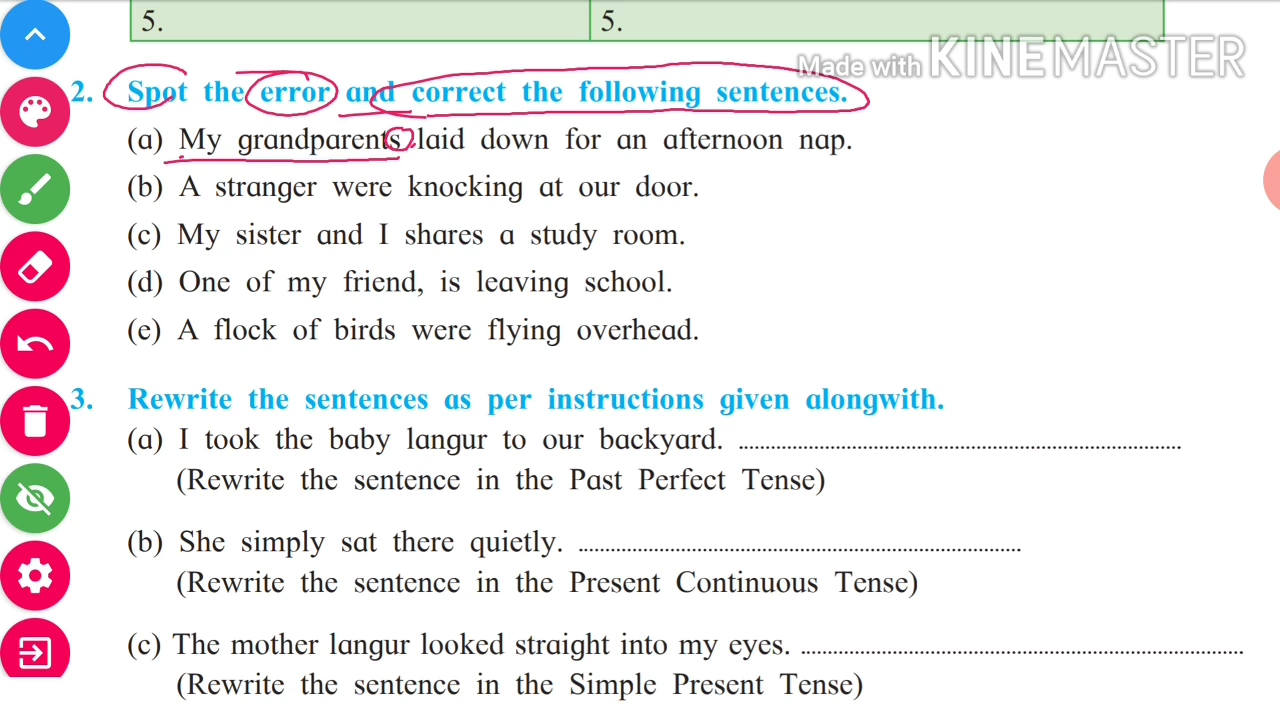 5. 5.
Made with KINEMASTER
2. Spot the error and correct the following sentences.
(a) My grandparents laid down for an afternoon nap.
(b) A stranger were knocking at our door.
(c) My sister and I shares a study room.
(d) One of my friend, is leaving school.
(e) A flock of birds were flying overhead.
3. Rewrite the sentences as per instructions given alongwith.
(a) I took the baby langur to our backyard. ........................................
(Rewrite the sentence in the Past Perfect Tense)
(b) She simply sat there quietly. ........................................
(Rewrite the sentence in the Present Continuous Tense)
(c) The mother langur looked straight into my eyes. ........................................
(Rewrite the sentence in the Simple Present Tense)